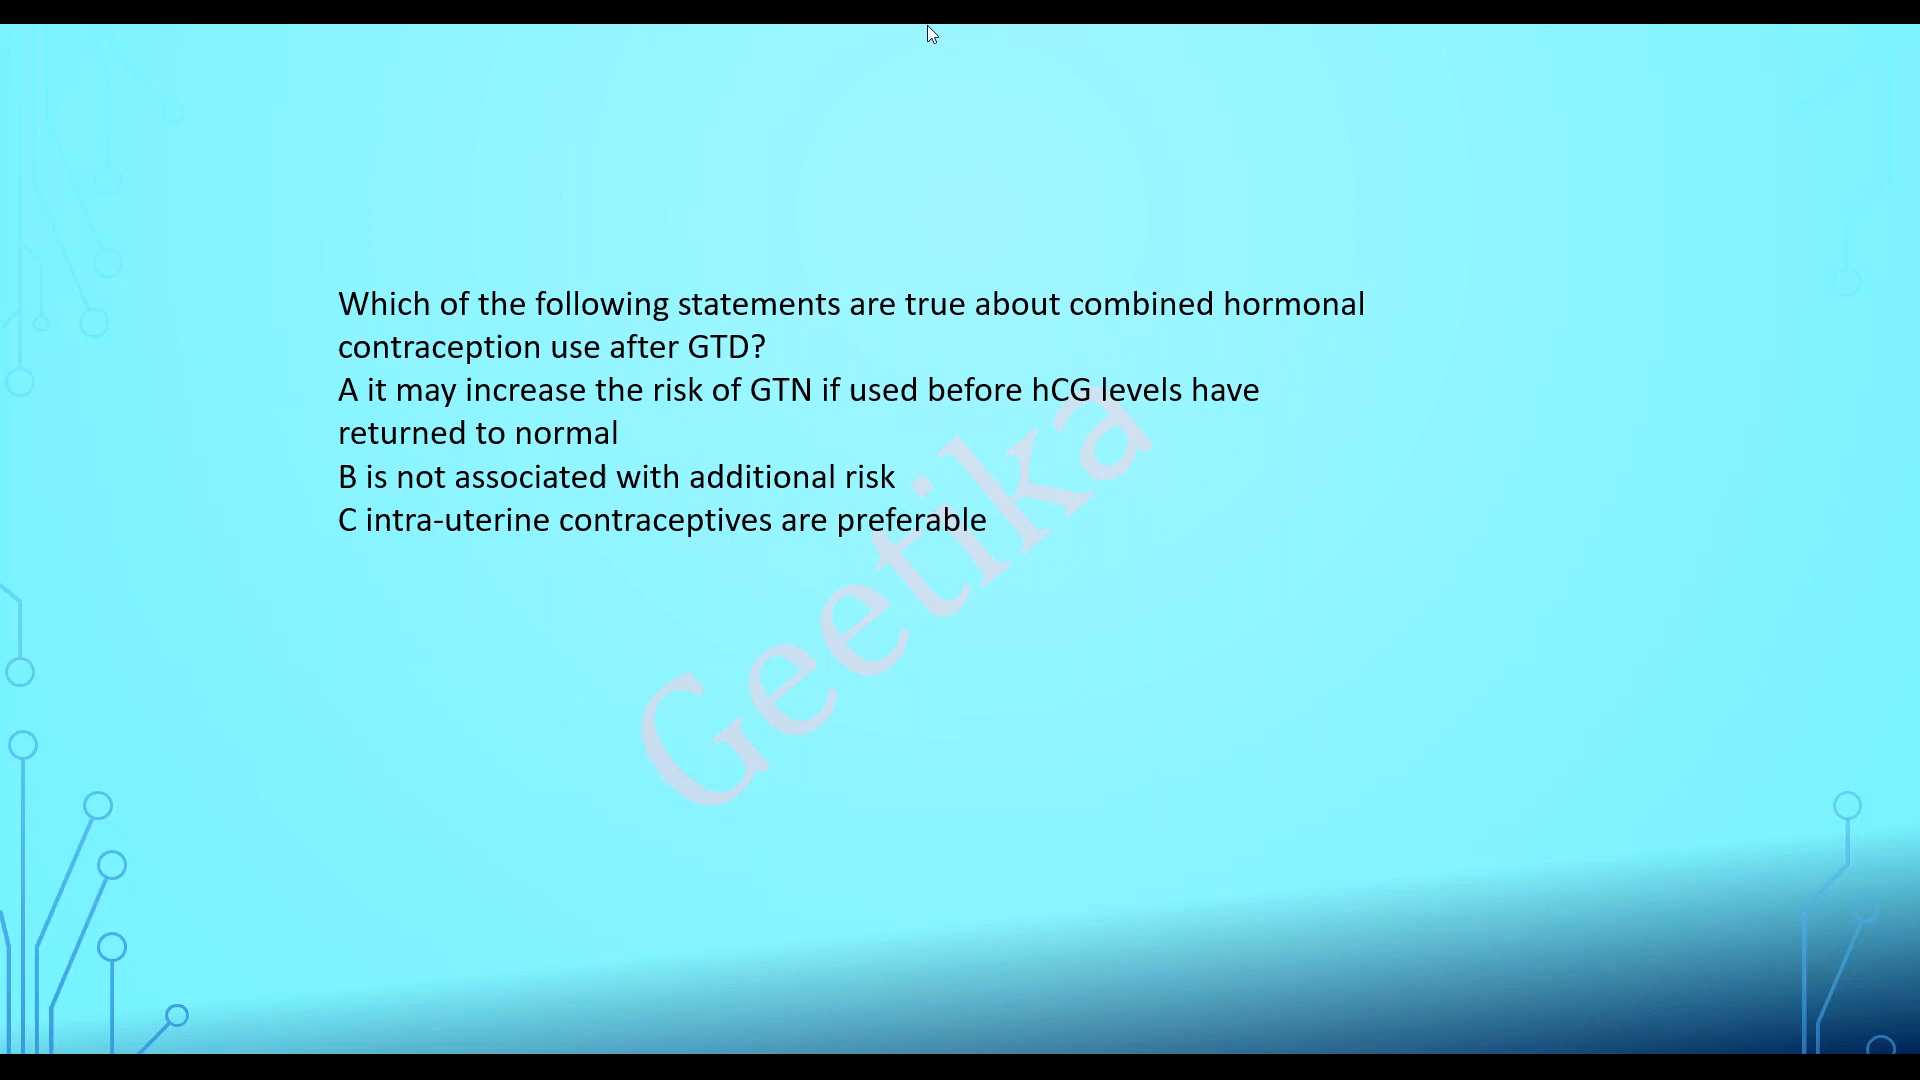 Which of the following statements are true about combined hormonal
contraception use after GTD?
A it may increase the risk of GTN if used before hCG levels have
returned to normal
B is not associated with additional risk
C intra-uterine contraceptives are preferable
Geetika